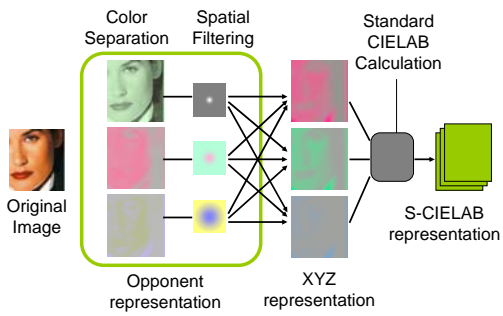 Color
Separation
Spatial
Filtering
Standard
CIELAB
Calculation
Original
Image
S-CIELAB
representation
Opponent
representation
XYZ
representation